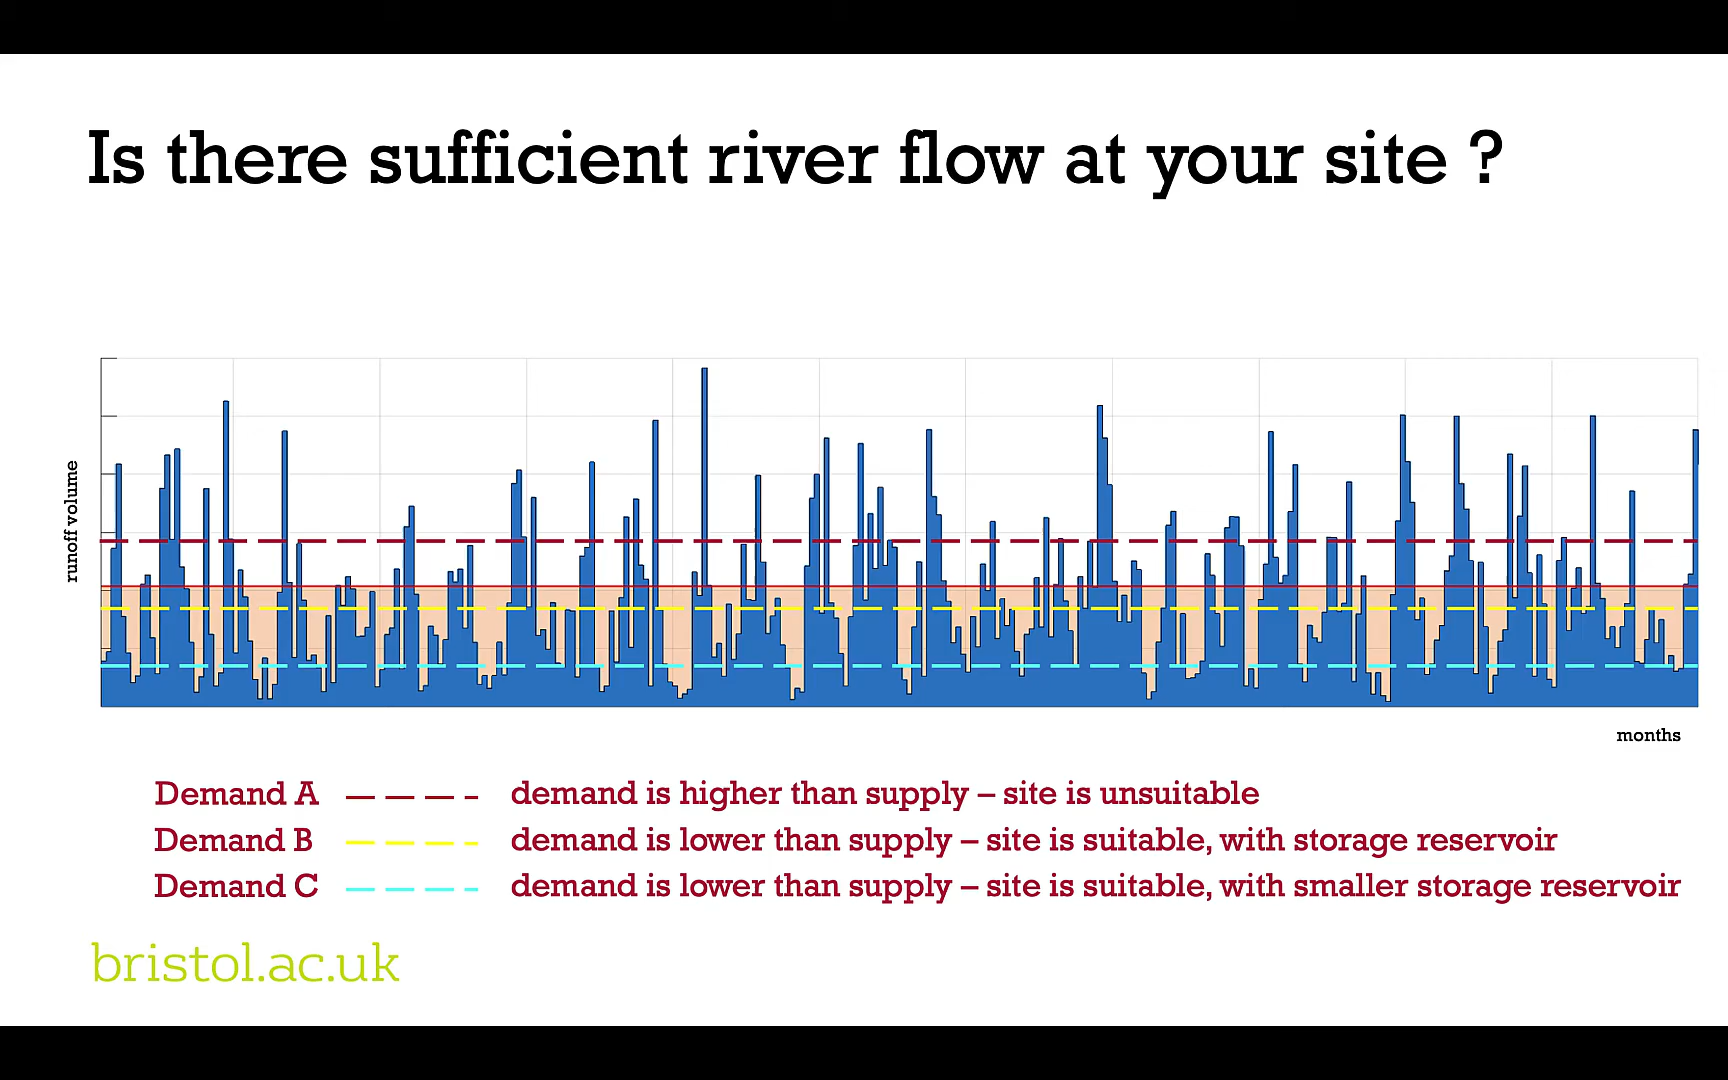 Is there sufficient river flow at your site ?
runoff volume
months
Demand A demand is higher than supply – site is unsuitable
Demand B demand is lower than supply – site is suitable, with storage reservoir
Demand C demand is lower than supply – site is suitable, with smaller storage reservoir
bristol.ac.uk